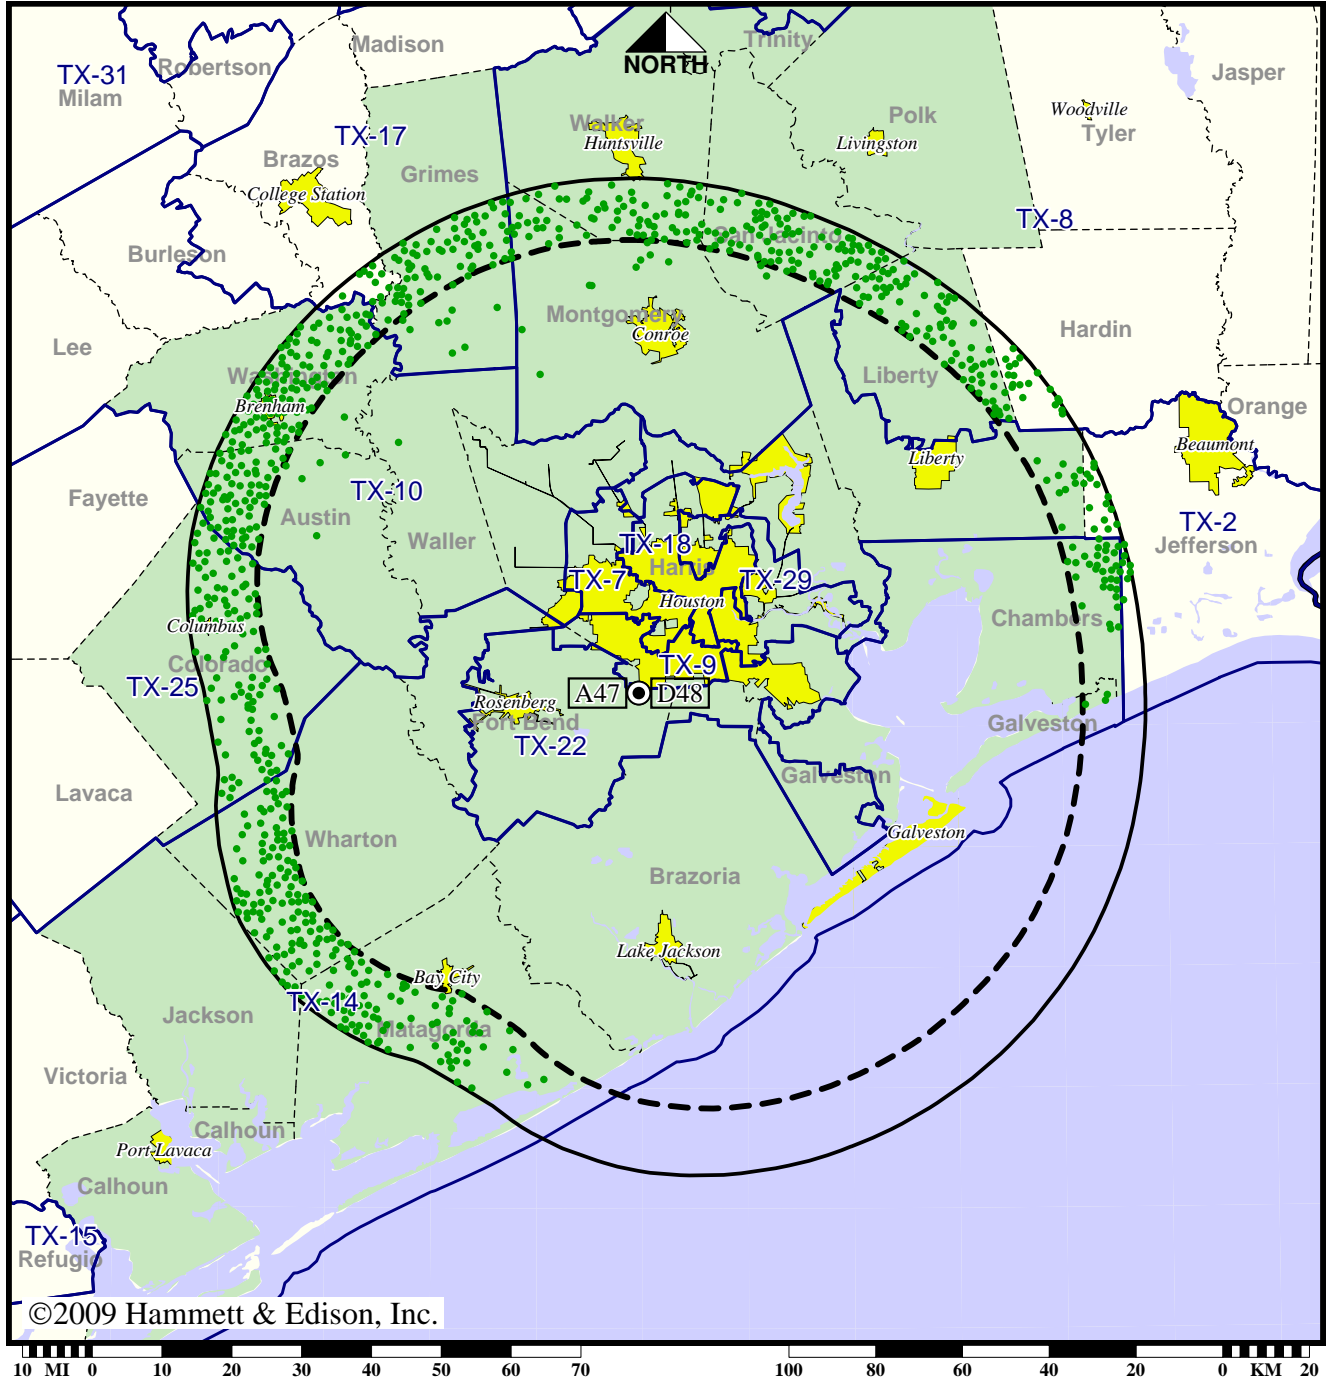 Madison
Trinity
NORTH
Robertson
TX-31
Milam
Jasper
Woodville
Tyler
Polk
Livingston
Walker
Huntsville
TX-17
Brazos
College Station
Grimes
TX-8
San Jacinto
Burleson
Montgomery
Conroe
Hardin
Lee
Washington
Brenham
Liberty
Orange
Beaumont
Liberty
Fayette
TX-10
Austin
Waller
TX-2
Jefferson
TX-18
Harris
TX-7
TX-29
Houston
Chambers
Columbus
Colorado
TX-25
TX-9
A47
D48
Rosenberg
Fort Bend
TX-22
Galveston
Galveston
Lavaca
Wharton
Galveston
Brazoria
Lake Jackson
Bay City
TX-14
Matagorda
Jackson
Victoria
Calhoun
Port Lavaca
Calhoun
TX-15
Refugio
©2009 Hammett & Edison, Inc.
10 MI 0 10 20 30 40 50 60 70
100 80 60 40 20 0 KM 20